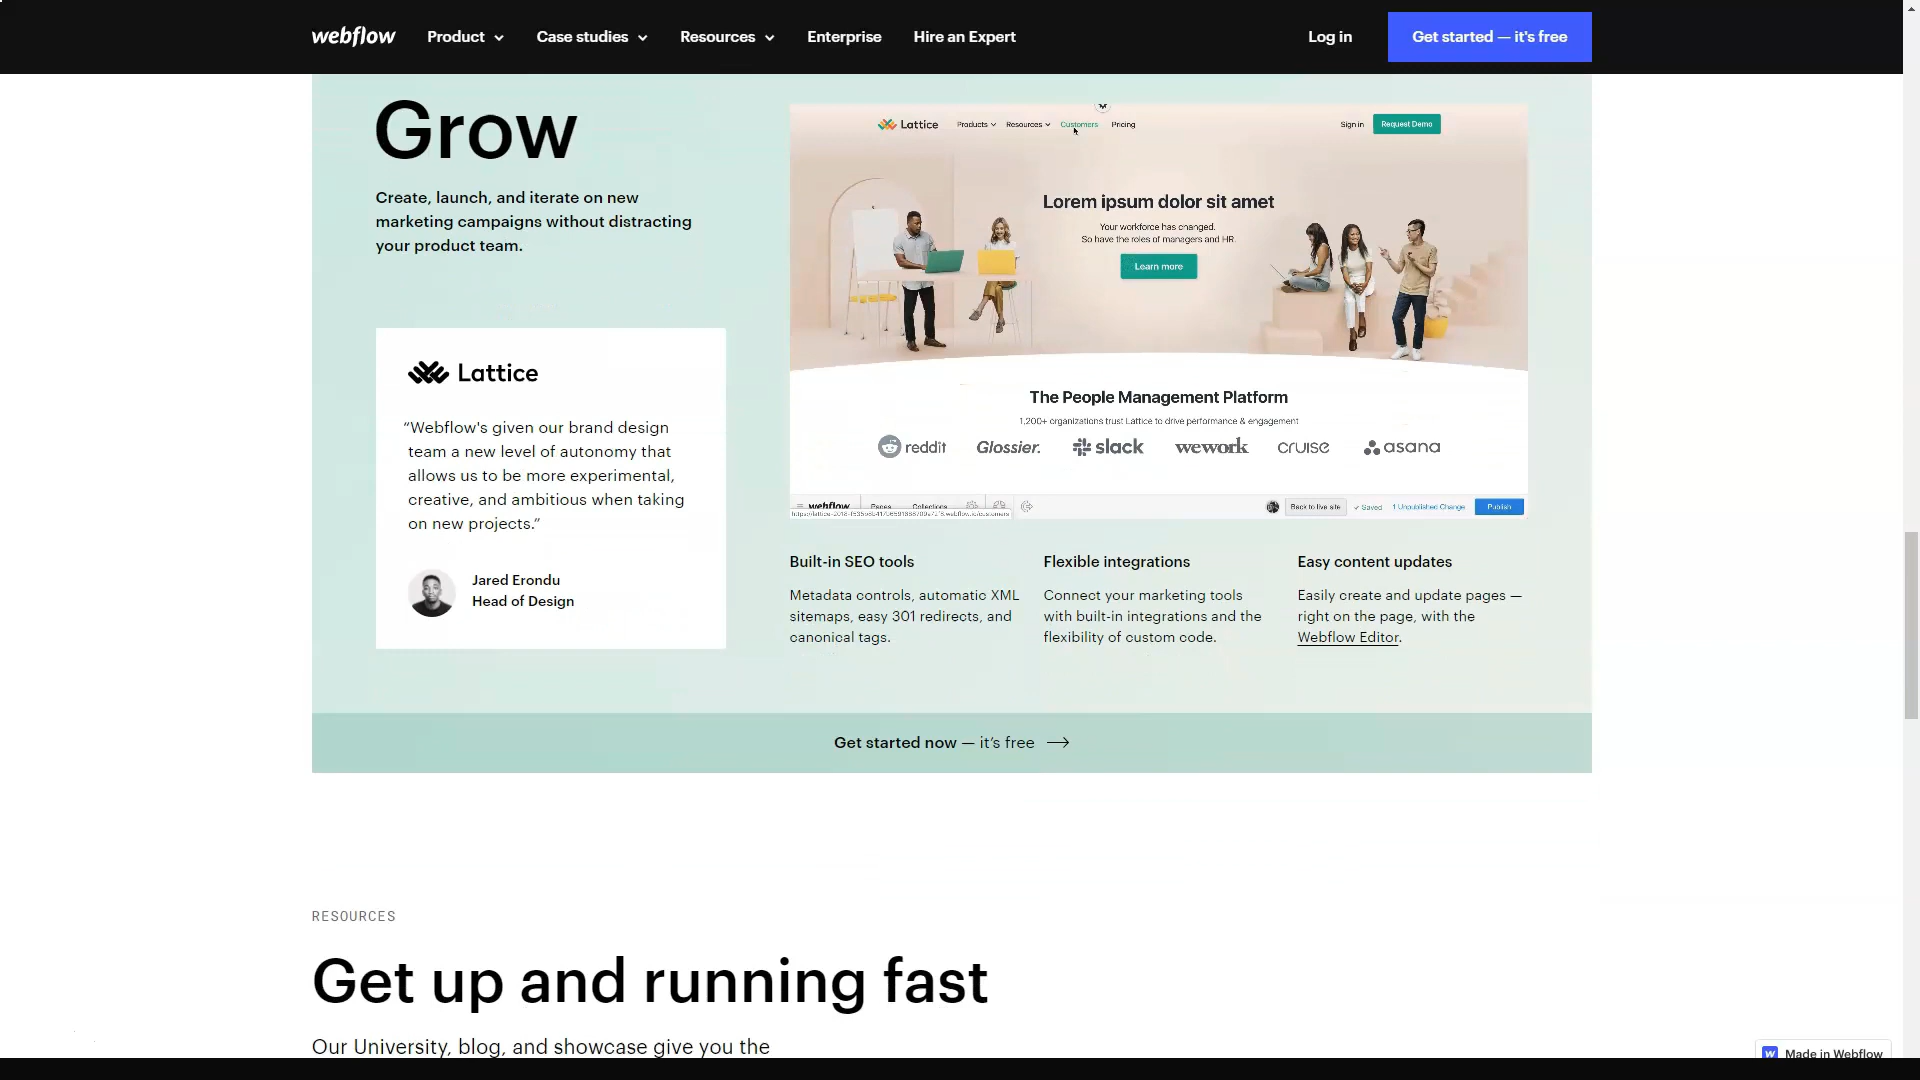 webflow Product Case studies Resources Enterprise Hire an Expert Log in Get started — it's free
Grow
Create, launch, and iterate on new
marketing campaigns without distracting
your product team.
Lattice
“Webflow's given our brand design
team a new level of autonomy that
allows us to be more experimental,
creative, and ambitious when taking
on new projects.”
Jared Erondu
Head of Design
Lattice Products Resources Customers Pricing Sign in Request Demo
Lorem ipsum dolor sit amet
Your workforce has changed.
So have the roles of managers and HR.
Learn more
The People Management Platform
1,200+ organizations trust Lattice to drive performance & engagement
reddit Glossier. slack wework cruise asana
webflow Pages Collections Back to live site ✓ Saved 1 Unpublished Change Publish
Built-in SEO tools
Metadata controls, automatic XML
sitemaps, easy 301 redirects, and
canonical tags.
Flexible integrations
Connect your marketing tools
with built-in integrations and the
flexibility of custom code.
Easy content updates
Easily create and update pages —
right on the page, with the
Webflow Editor.
Get started now — it's free →
RESOURCES
Get up and running fast
Our University, blog, and showcase give you the
Made in Webflow